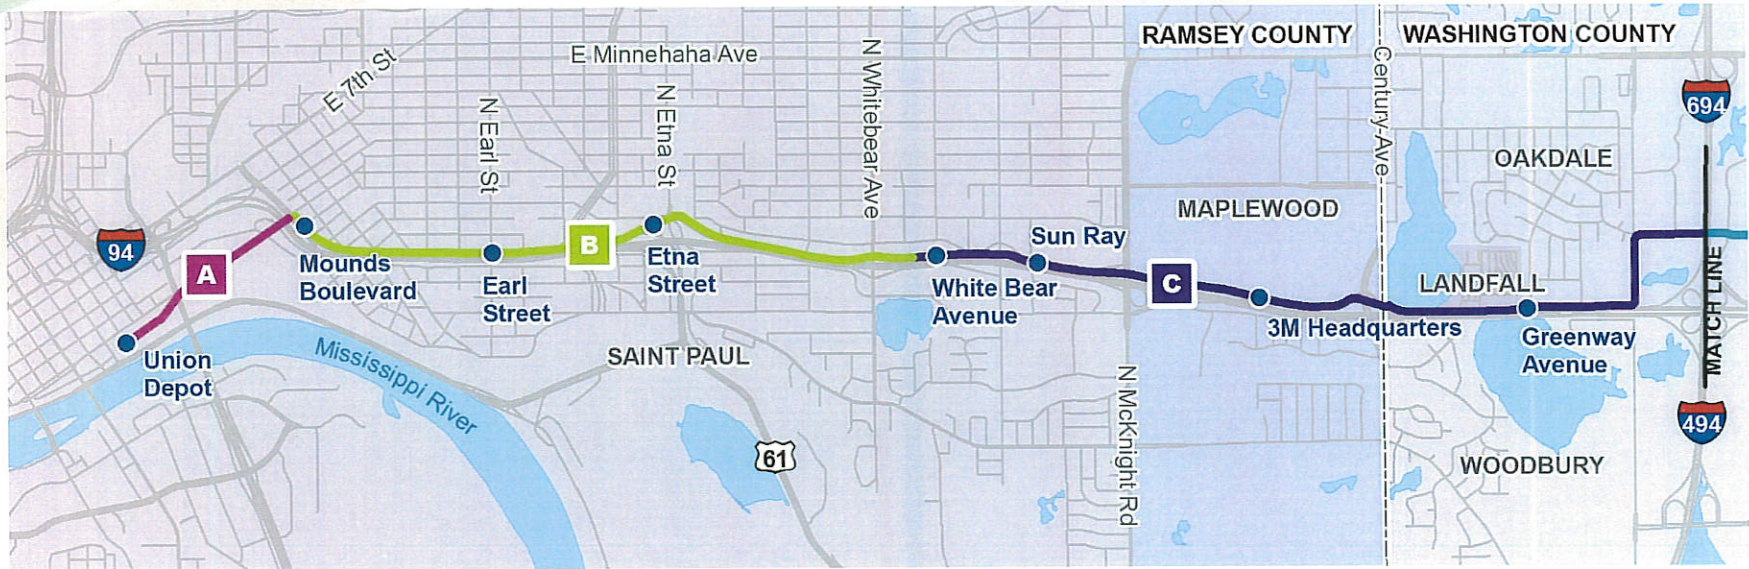 RAMSEY COUNTY
WASHINGTON COUNTY
E Minnehaha Ave
E 7th St
N Earl St
N Etna St
N Whitebear Ave
Century Ave
694
OAKDALE
MAPLEWOOD
94
A
B
C
Mounds
Boulevard
Earl
Street
Etna
Street
White Bear
Avenue
Sun Ray
3M Headquarters
LANDFALL
Greenway
Avenue
MATCH LINE
Union
Depot
Mississippi River
SAINT PAUL
61
N McKnight Rd
494
WOODBURY